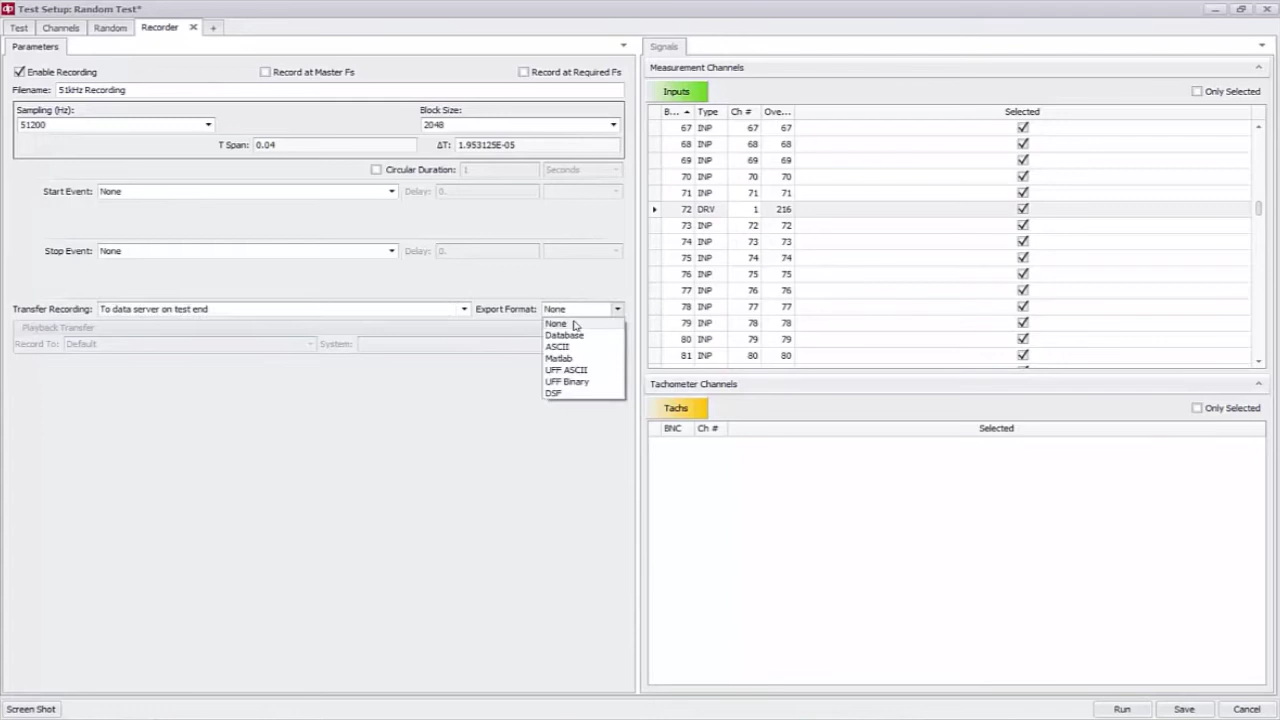 dp Test Setup: Random Test*
Test Channels Random Recorder
Parameters
Enable Recording Record at Master Fs Record at Required Fs
Filename: 51kHz Recording
Sampling (Hz): Block Size:
51200 2048
T Span: 0.04 ΔT: 1.953125E-05
Circular Duration: 1 Seconds
Start Event: None Delay: 0.
Stop Event: None Delay: 0.
Transfer Recording: To data server on test end Export Format: None
Playback Transfer
Record To: Default System:
None
Database
ASCII
Matlab
UFF ASCII
UFF Binary
DSF
Signals
Measurement Channels
Inputs Only Selected
B... Type Ch # Ove... Selected
67 INP 67 67
68 INP 68 68
69 INP 69 69
70 INP 70 70
71 INP 71 71
72 DRV 1 216
73 INP 72 72
74 INP 73 73
75 INP 74 74
76 INP 75 75
77 INP 76 76
78 INP 77 77
79 INP 78 78
80 INP 79 79
81 INP 80 80
Tachometer Channels
Tachs Only Selected
BNC Ch # Selected
Screen Shot Run Save Cancel